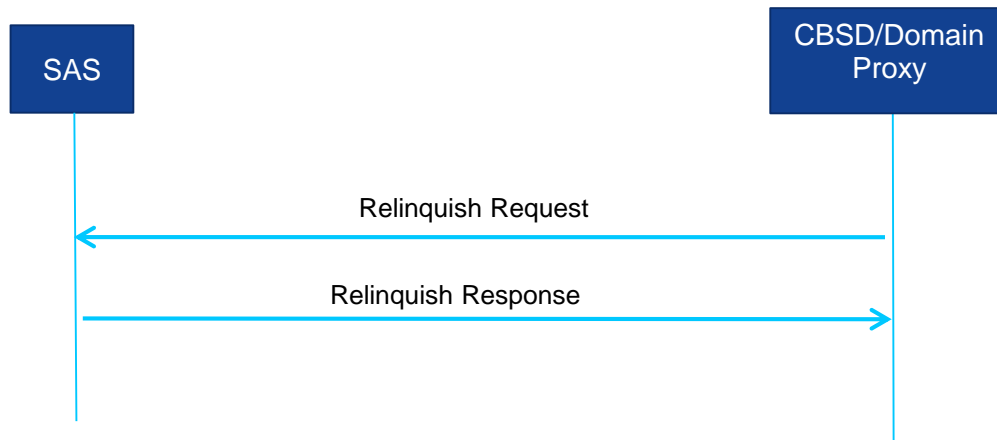 SAS
CBSD/Domain
Proxy
Relinquish Request
Relinquish Response